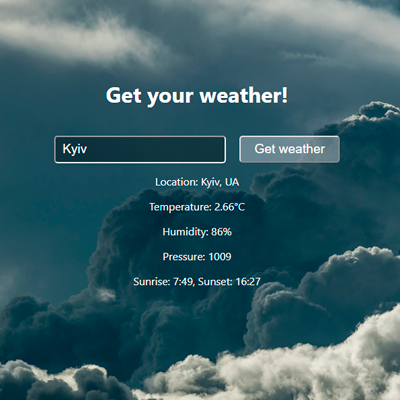 Get your weather!
Kyiv Get weather
Location: Kyiv, UA
Temperature: 2.66°C
Humidity: 86%
Pressure: 1009
Sunrise: 7:49, Sunset: 16:27